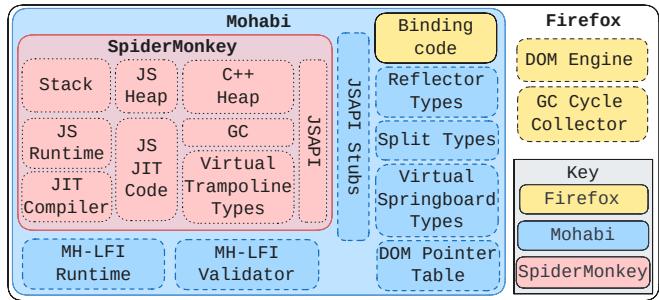 Mohabi
SpiderMonkey
Stack
JS
Heap
C++
Heap
JS
Runtime
JS
JIT
Code
GC
JIT
Compiler
Virtual
Trampoline
Types
JSAPI
JSAPI Stubs
Binding
code
Reflector
Types
Split Types
Virtual
Springboard
Types
MH-LFI
Runtime
MH-LFI
Validator
DOM Pointer
Table
Firefox
DOM Engine
GC Cycle
Collector
Key
Firefox
Mohabi
SpiderMonkey